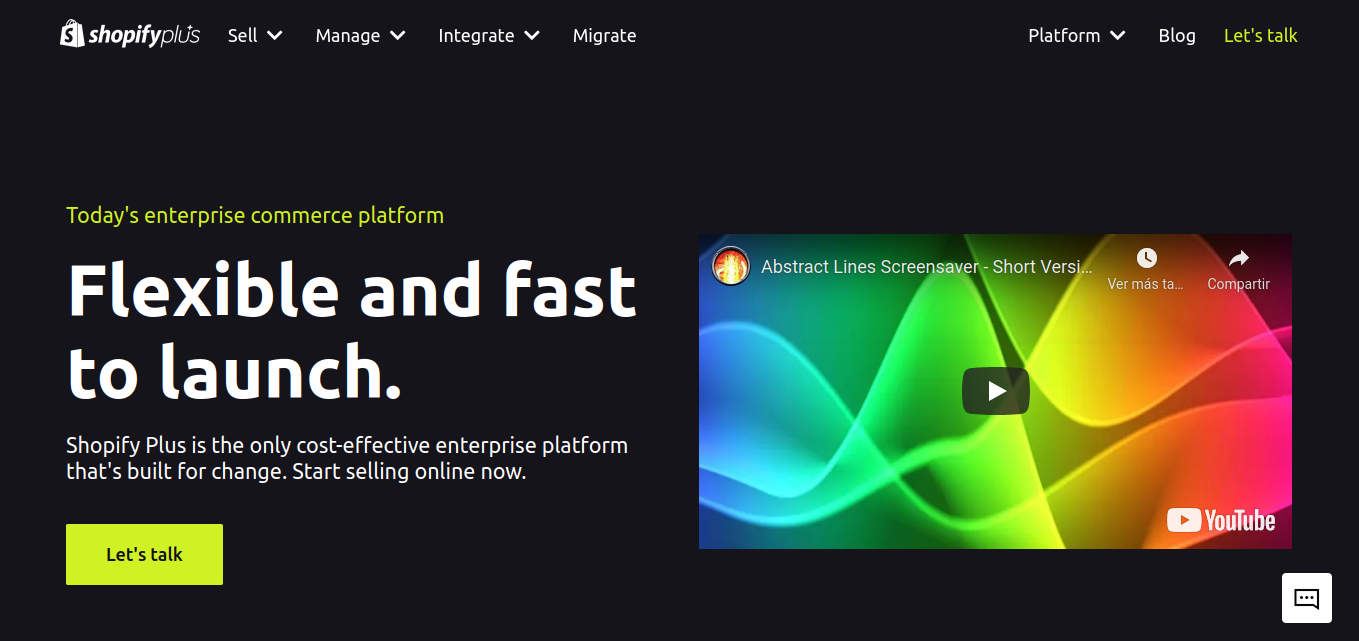 shopifyplus Sell Manage Integrate Migrate Platform Blog Let's talk
Today's enterprise commerce platform
Flexible and fast
to launch.
Shopify Plus is the only cost-effective enterprise platform
that's built for change. Start selling online now.
Let's talk
Abstract Lines Screensaver - Short Versi...
Ver más ta...
Compartir
YouTube